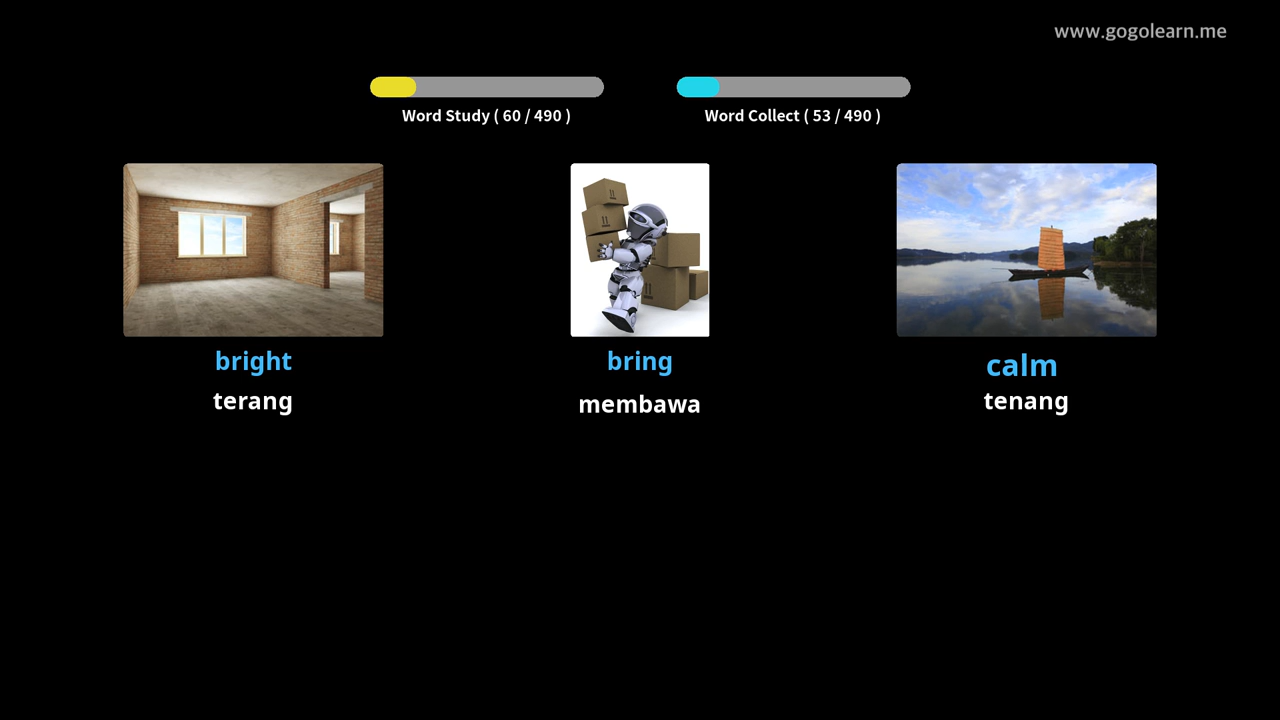 www.gogolearn.me
Word Study ( 60 / 490 )
Word Collect ( 53 / 490 )
bright
bring
calm
terang
membawa
tenang